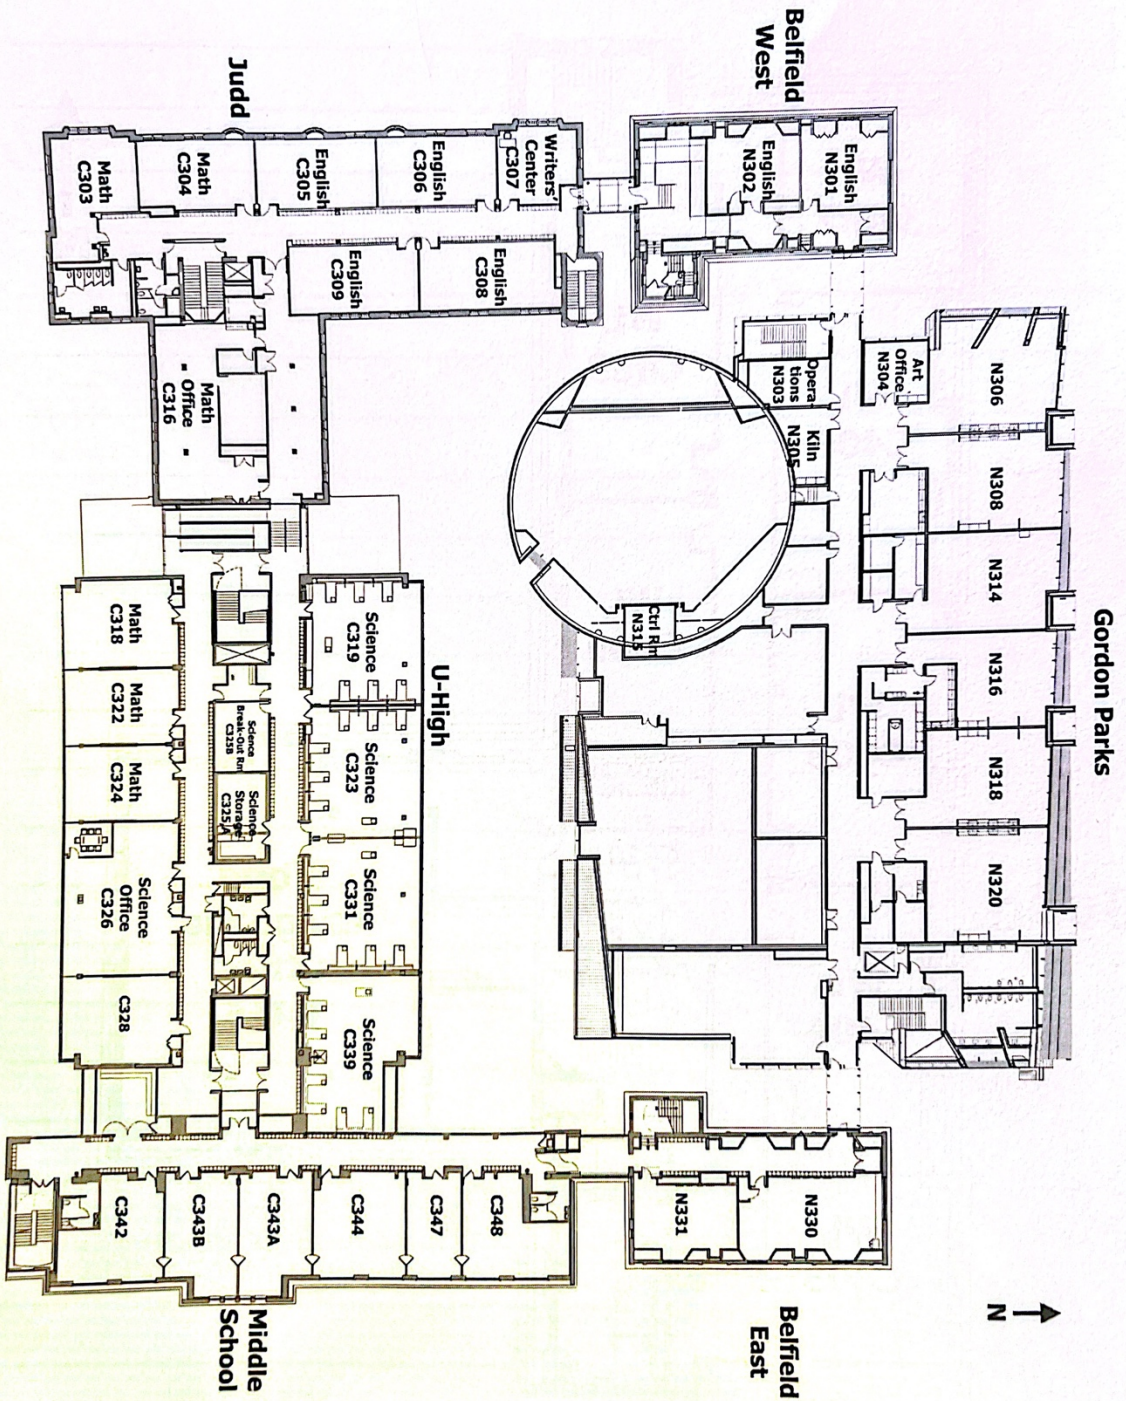 Belfield
West
Judd
Writers'
Center
C307
English
C306
English
C305
Math
C304
Math
C303
English
C308
English
C309
Math
Office
C316
English
N301
English
N302
Art
Office
N304
Opera
tions
N303
Kiln
N305
Ctrl Rm
N315
N306
N308
N314
N316
N318
N320
Gordon Parks
U-High
Science
C319
Science
C323
Science
C331
Science
C339
Science
Break-Out Rm
C325B
Science
Storage
C325A
Math
C318
Math
C322
Math
C324
Science
Office
C326
C328
C342
C343B
C343A
C344
C347
C348
N331
N330
Middle
School
Belfield
East
N